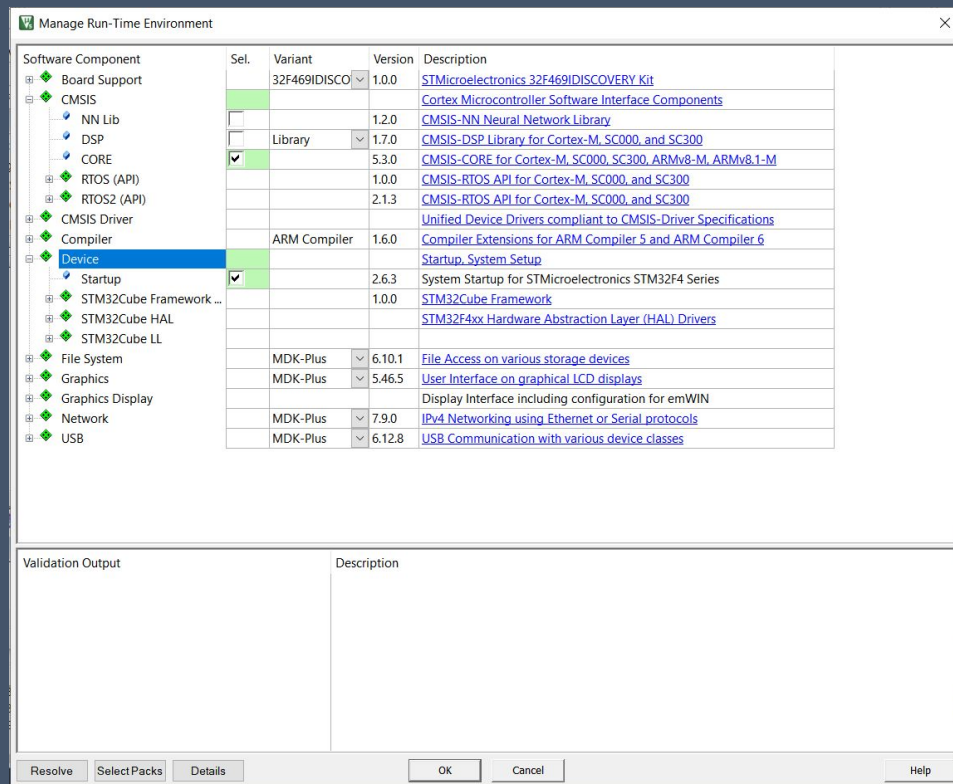 Manage Run-Time Environment
Software Component Sel. Variant Version Description
Board Support 32F469IDISCO 1.0.0 STMicroelectronics 32F469IDISCOVERY Kit
CMSIS Cortex Microcontroller Software Interface Components
NN Lib 1.2.0 CMSIS-NN Neural Network Library
DSP Library 1.7.0 CMSIS-DSP Library for Cortex-M, SC000, and SC300
CORE 5.3.0 CMSIS-CORE for Cortex-M, SC000, SC300, ARMv8-M, ARMv8.1-M
RTOS (API) 1.0.0 CMSIS-RTOS API for Cortex-M, SC000, and SC300
RTOS2 (API) 2.1.3 CMSIS-RTOS API for Cortex-M, SC000, and SC300
CMSIS Driver Unified Device Drivers compliant to CMSIS-Driver Specifications
Compiler ARM Compiler 1.6.0 Compiler Extensions for ARM Compiler 5 and ARM Compiler 6
Device Startup, System Setup
Startup 2.6.3 System Startup for STMicroelectronics STM32F4 Series
STM32Cube Framework ... 1.0.0 STM32Cube Framework
STM32Cube HAL STM32F4xx Hardware Abstraction Layer (HAL) Drivers
STM32Cube LL
File System MDK-Plus 6.10.1 File Access on various storage devices
Graphics MDK-Plus 5.46.5 User Interface on graphical LCD displays
Graphics Display Display Interface including configuration for emWIN
Network MDK-Plus 7.9.0 IPv4 Networking using Ethernet or Serial protocols
USB MDK-Plus 6.12.8 USB Communication with various device classes
Validation Output Description
Resolve Select Packs Details OK Cancel Help